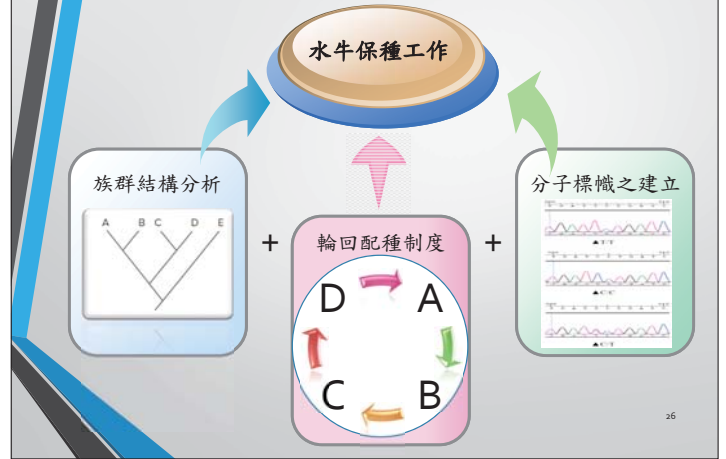 水牛保種工作
族群結構分析
A B C D E
+
輪回配種制度
D A
C B
+
分子標幟之建立
▲T/T
▲C/C
▲C/T
26